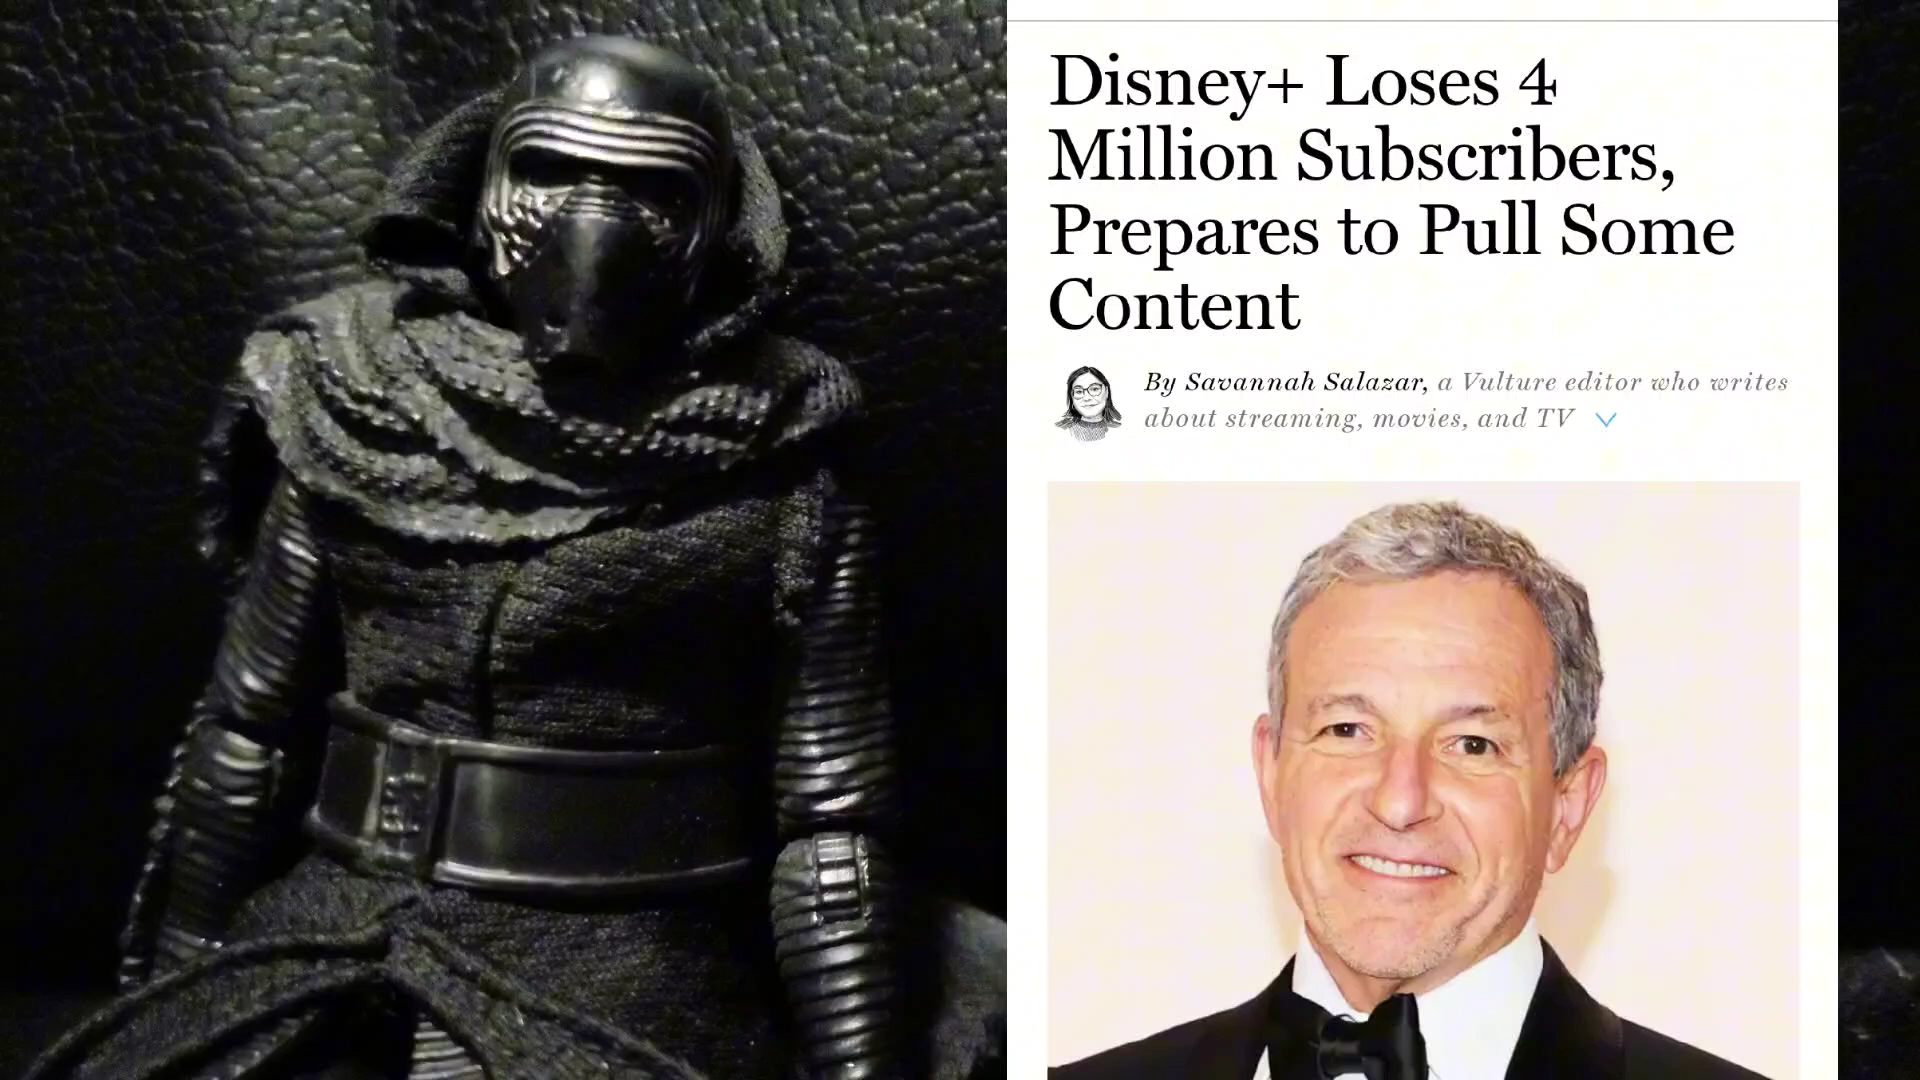 Disney+ Loses 4
Million Subscribers,
Prepares to Pull Some
Content
By Savannah Salazar, a Vulture editor who writes
about streaming, movies, and TV